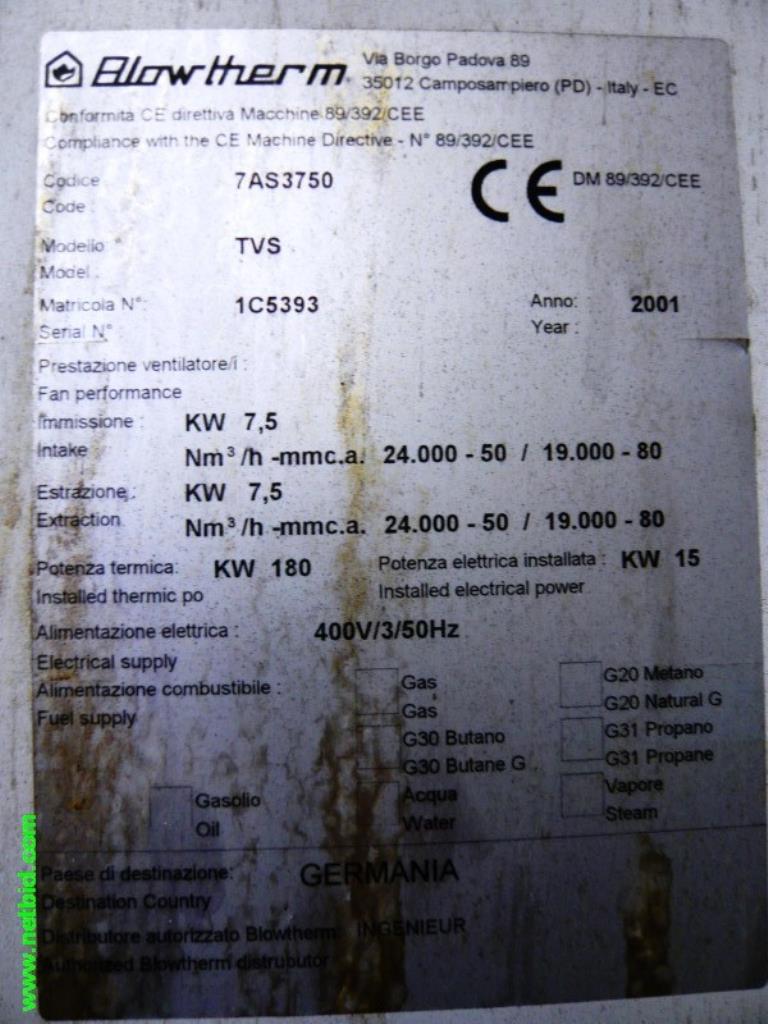 Blowtherm Via Borgo Padova 89
35012 Camposampiero (PD) - Italy - EC
Conformita CE direttiva Macchine 89/392/CEE
Compliance with the CE Machine Directive - N° 89/392/CEE
Codice 7AS3750 CE DM 89/392/CEE
Code :
Modello TVS
Model :
Matricola N°: 1C5393 Anno: 2001
Serial N° Year :
Prestazione ventilatore/i :
Fan performance
Immissione : KW 7,5
Intake Nm³/h -mmc.a. 24.000 - 50 / 19.000 - 80
Estrazione : KW 7,5
Extraction Nm³/h -mmc.a. 24.000 - 50 / 19.000 - 80
Potenza termica: KW 180 Potenza elettrica installata : KW 15
Installed thermic po Installed electrical power
Alimentazione elettrica : 400V/3/50Hz
Electrical supply
Alimentazione combustibile :
Fuel supply
Gas G20 Metano
Gas G20 Natural G
G30 Butano G31 Propano
G30 Butane G G31 Propane
Gasolio Acqua Vapore
Oil Water Steam
Paese di destinazione: GERMANIA
Destination Country
Distributore autorizzato Blowtherm: INGENIEUR
Authorized Blowtherm distrubutor
www.netbid.com